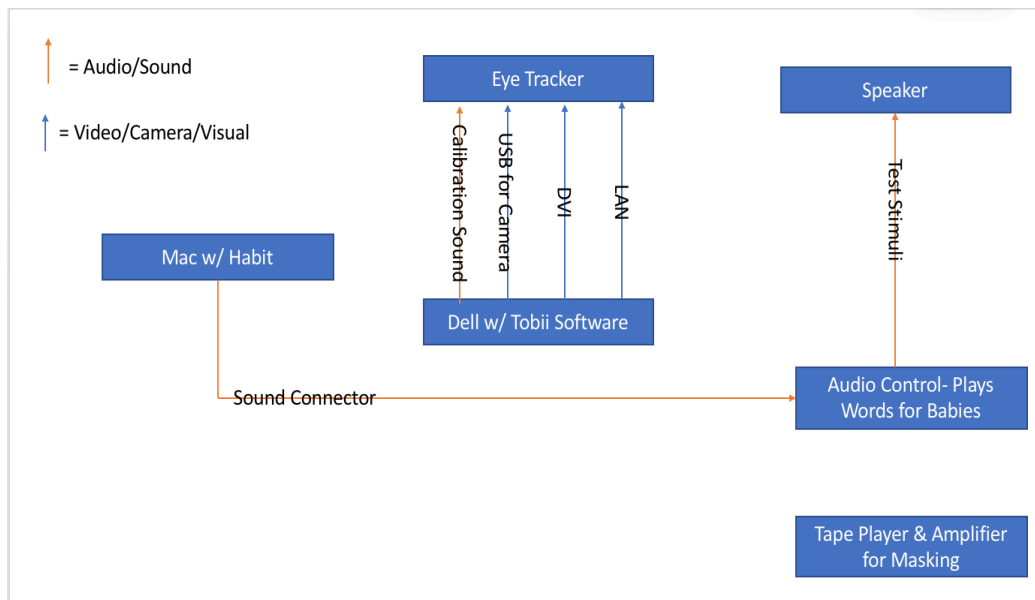 = Audio/Sound
= Video/Camera/Visual
Eye Tracker
Speaker
Calibration Sound
USB for Camera
DVI
LAN
Test Stimuli
Mac w/ Habit
Dell w/ Tobii Software
Sound Connector
Audio Control- Plays
Words for Babies
Tape Player & Amplifier
for Masking